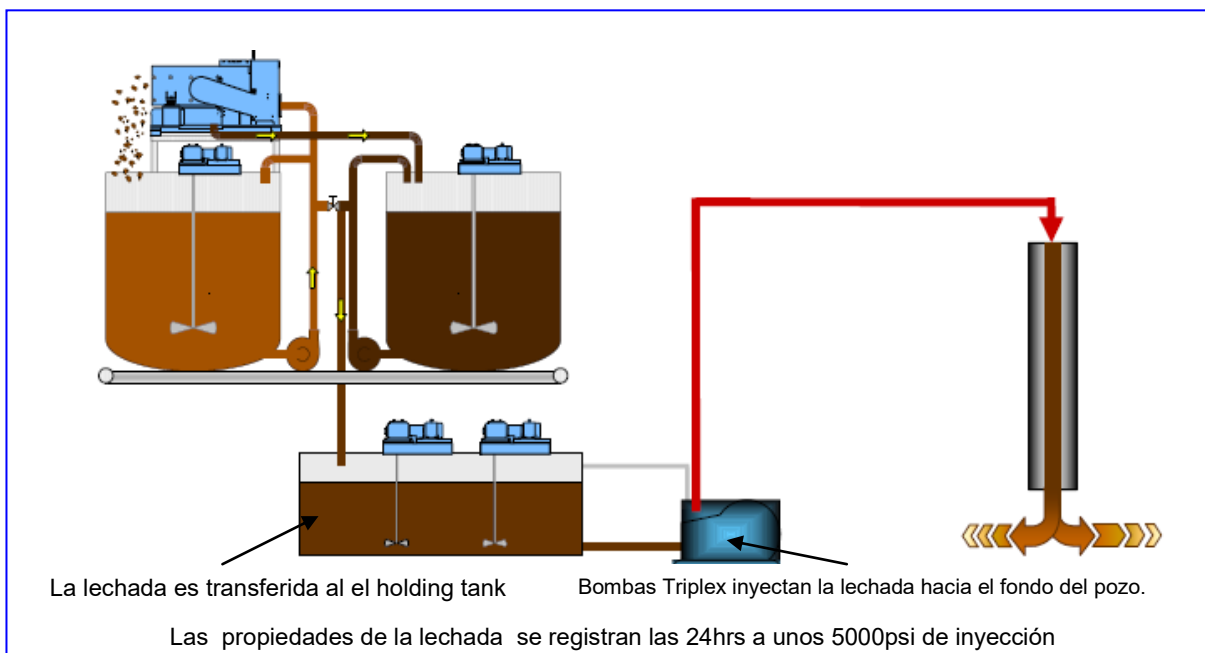 La lechada es transferida al el holding tank
Bombas Triplex inyectan la lechada hacia el fondo del pozo.
Las propiedades de la lechada se registran las 24hrs a unos 5000psi de inyección